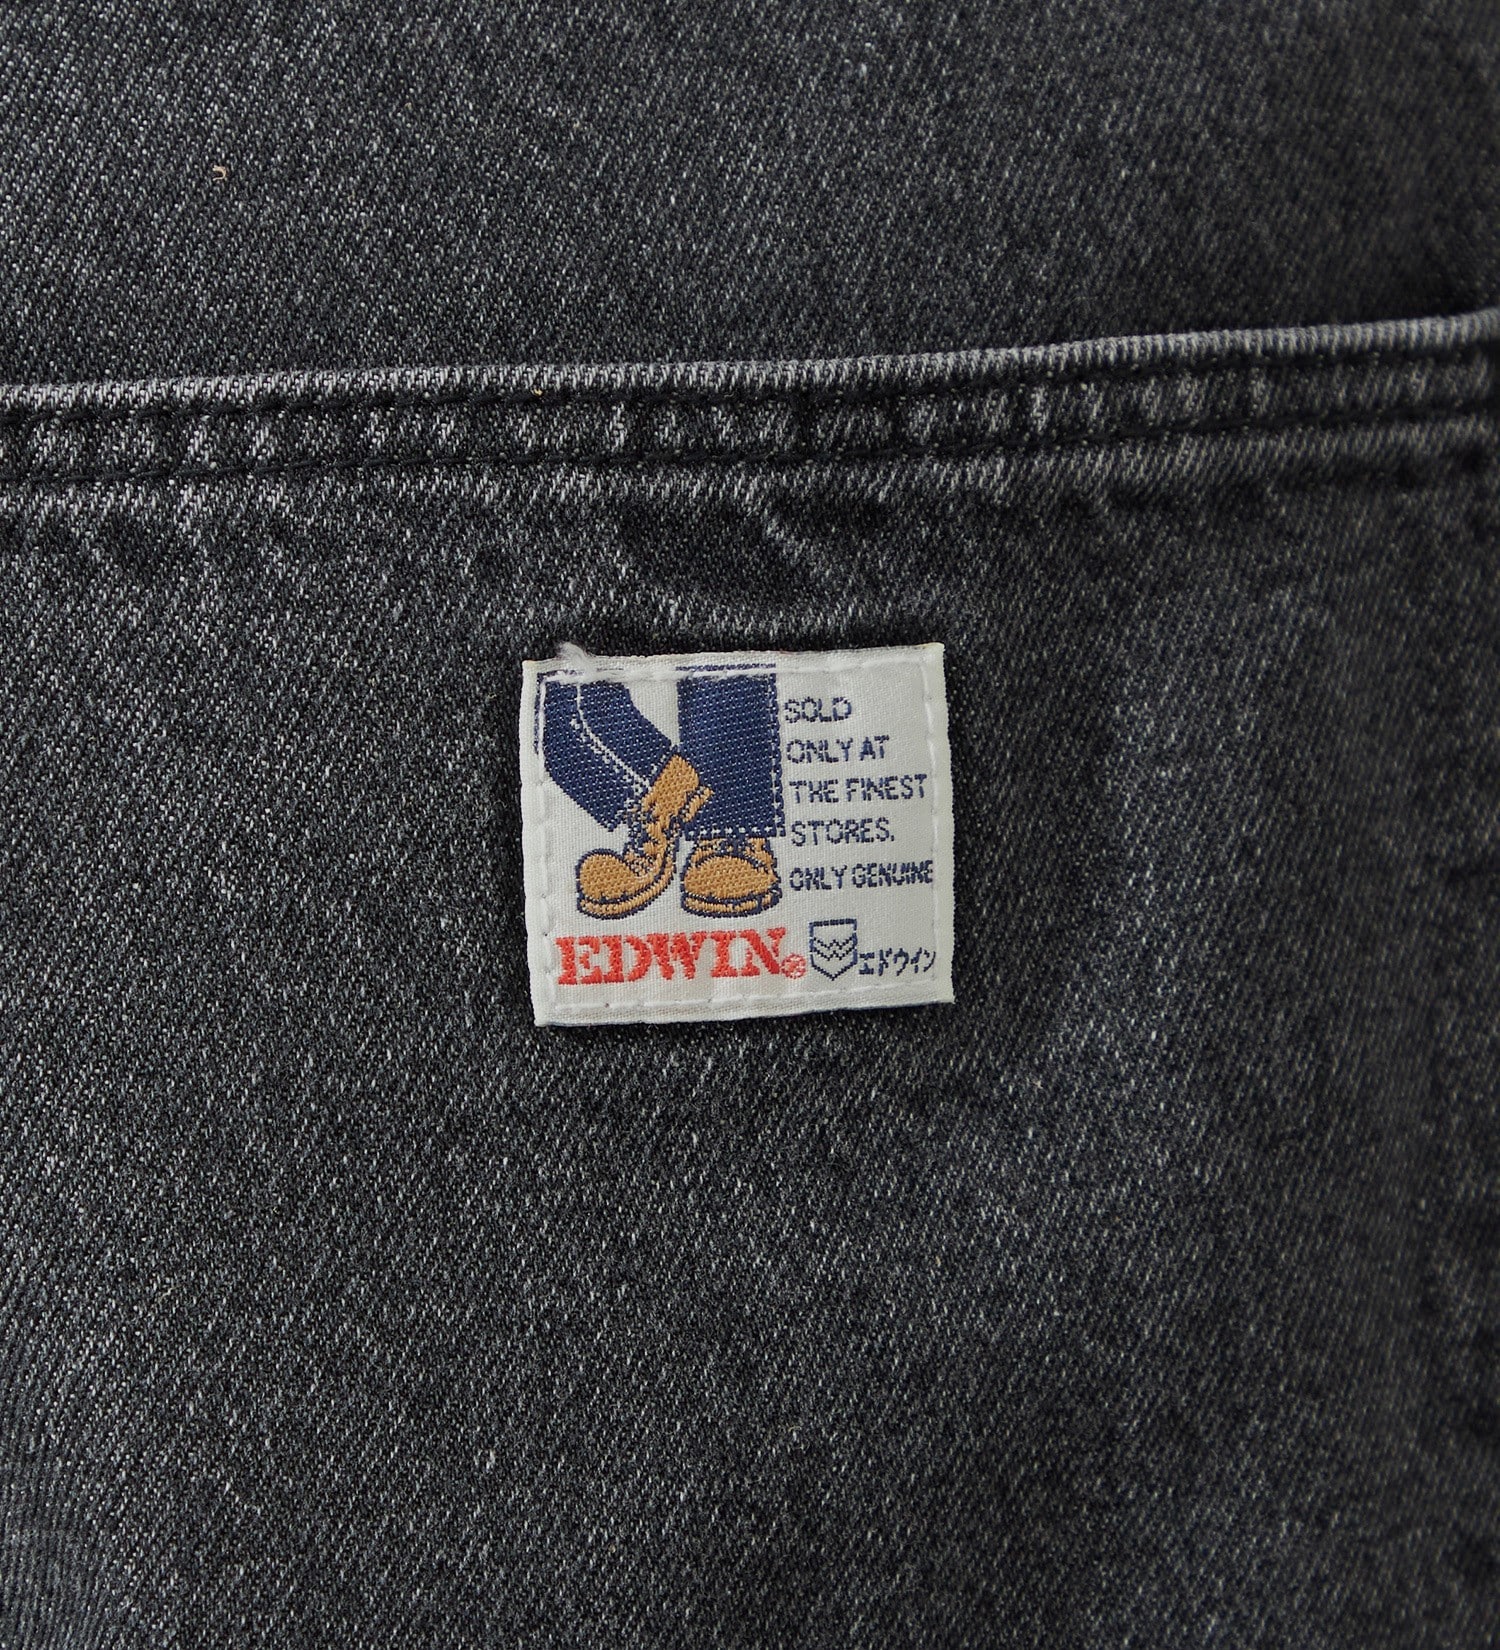 SOLD
ONLY AT
THE FINEST
STORES.
ONLY GENUINE
EDWIN® エドウイン